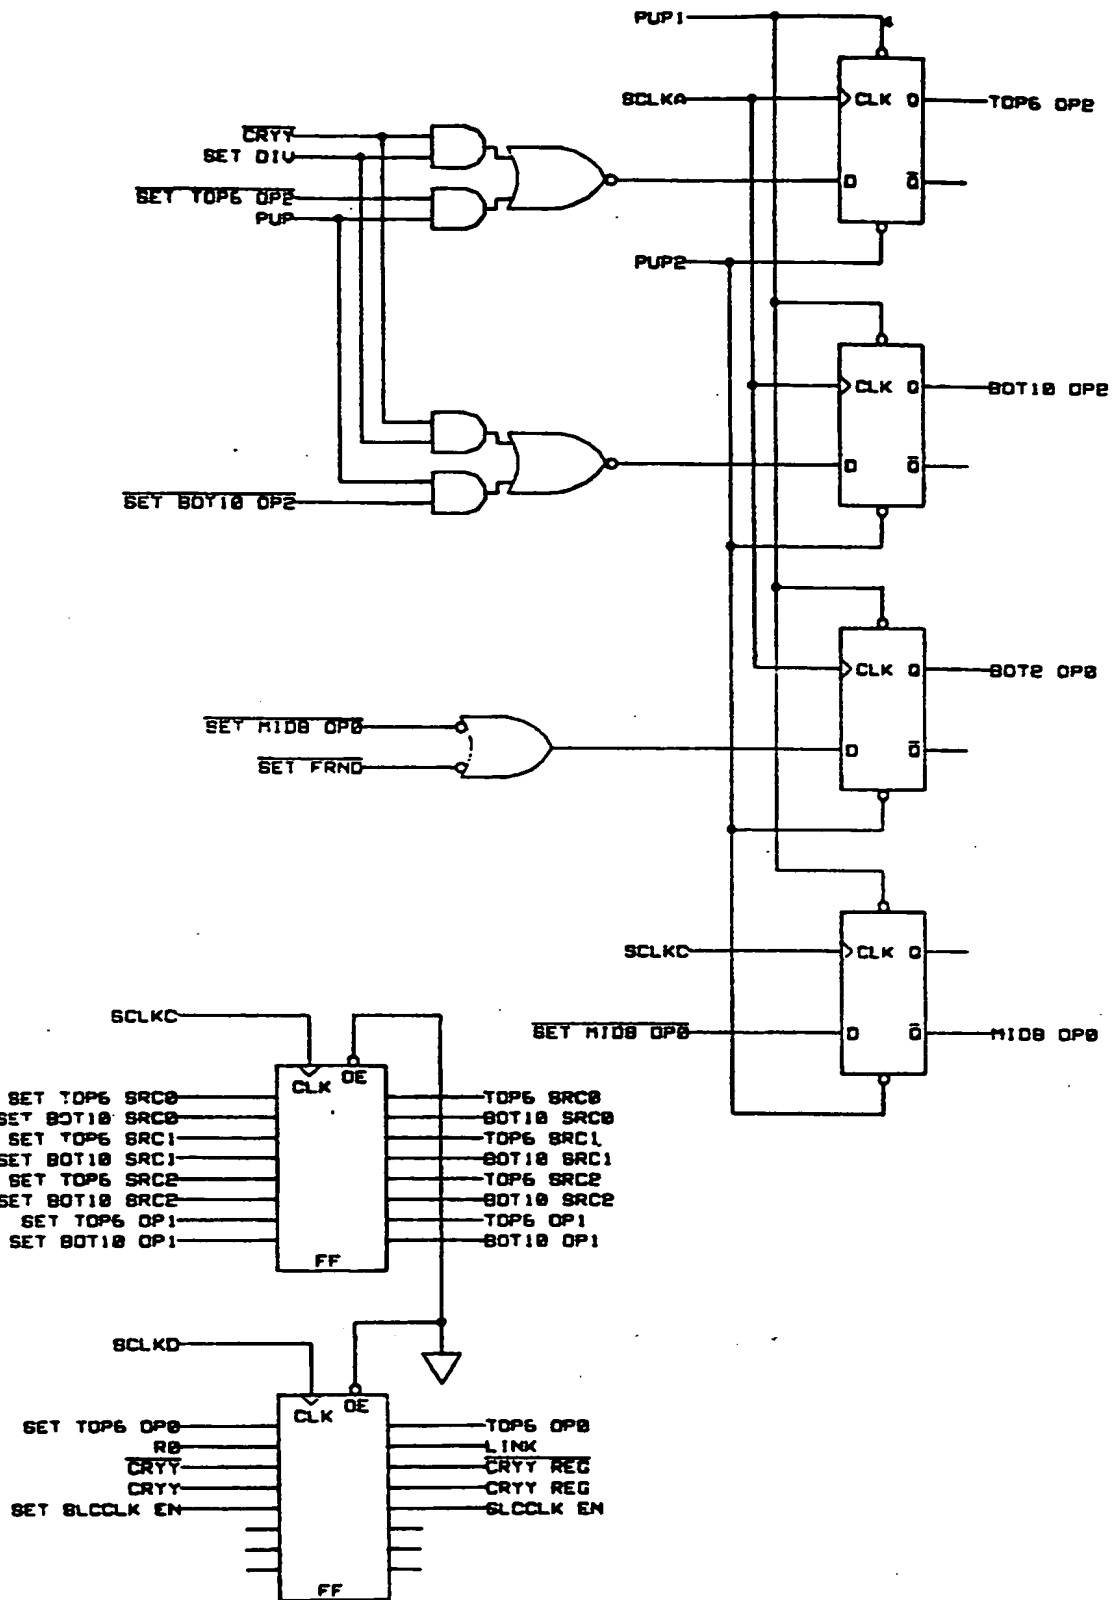 PUP1
SCLKA
CLK Q
TOP6 OP2
CRYY
SET DIV
SET TOP6 OP2
PUP
D Q
PUP2
CLK Q
BOT10 OP2
D Q
SET BOT10 OP2
CLK Q
BOT2 OP0
SET MID8 OP0
SET FRND
D Q
SCLKC
CLK Q
SET MID8 OP0
D Q
MID8 OP0
SCLKC
CLK OE
SET TOP6 SRC0
TOP6 SRC0
SET BOT10 SRC0
BOT10 SRC0
SET TOP6 SRC1
TOP6 SRC1
SET BOT10 SRC1
BOT10 SRC1
SET TOP6 SRC2
TOP6 SRC2
SET BOT10 SRC2
BOT10 SRC2
SET TOP6 OP1
TOP6 OP1
SET BOT10 OP1
BOT10 OP1
FF
SCLKD
CLK OE
SET TOP6 OP0
TOP6 OP0
R0
LINK
CRYY
CRYY REG
CRYY
CRYY REG
SET SLCCLK EN
SLCCLK EN
FF